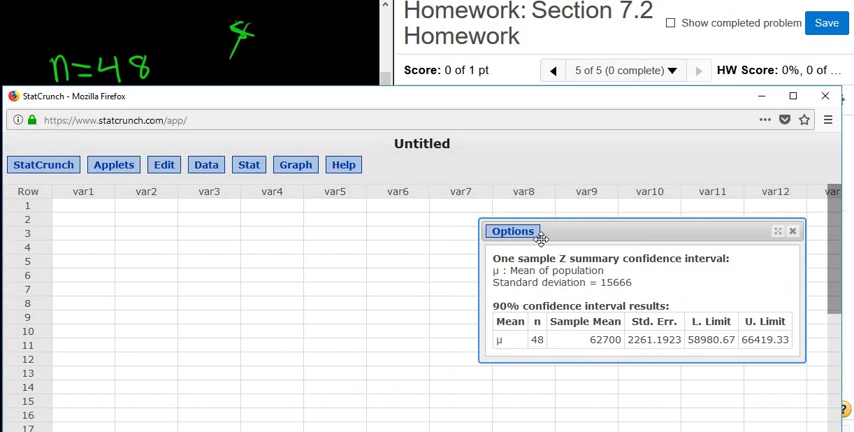 Homework: Section 7.2
Homework
Show completed problem
Save
Score: 0 of 1 pt
5 of 5 (0 complete)
HW Score: 0%, 0 of ...
n=48
StatCrunch - Mozilla Firefox
https://www.statcrunch.com/app/
Untitled
StatCrunch Applets Edit Data Stat Graph Help
Row var1 var2 var3 var4 var5 var6 var7 var8 var9 var10 var11 var12 var
1
2
3
4
5
6
7
8
9
10
11
12
13
14
15
16
17
Options
One sample Z summary confidence interval:
μ : Mean of population
Standard deviation = 15666
90% confidence interval results:
Mean n Sample Mean Std. Err. L. Limit U. Limit
μ 48 62700 2261.1923 58980.67 66419.33
?